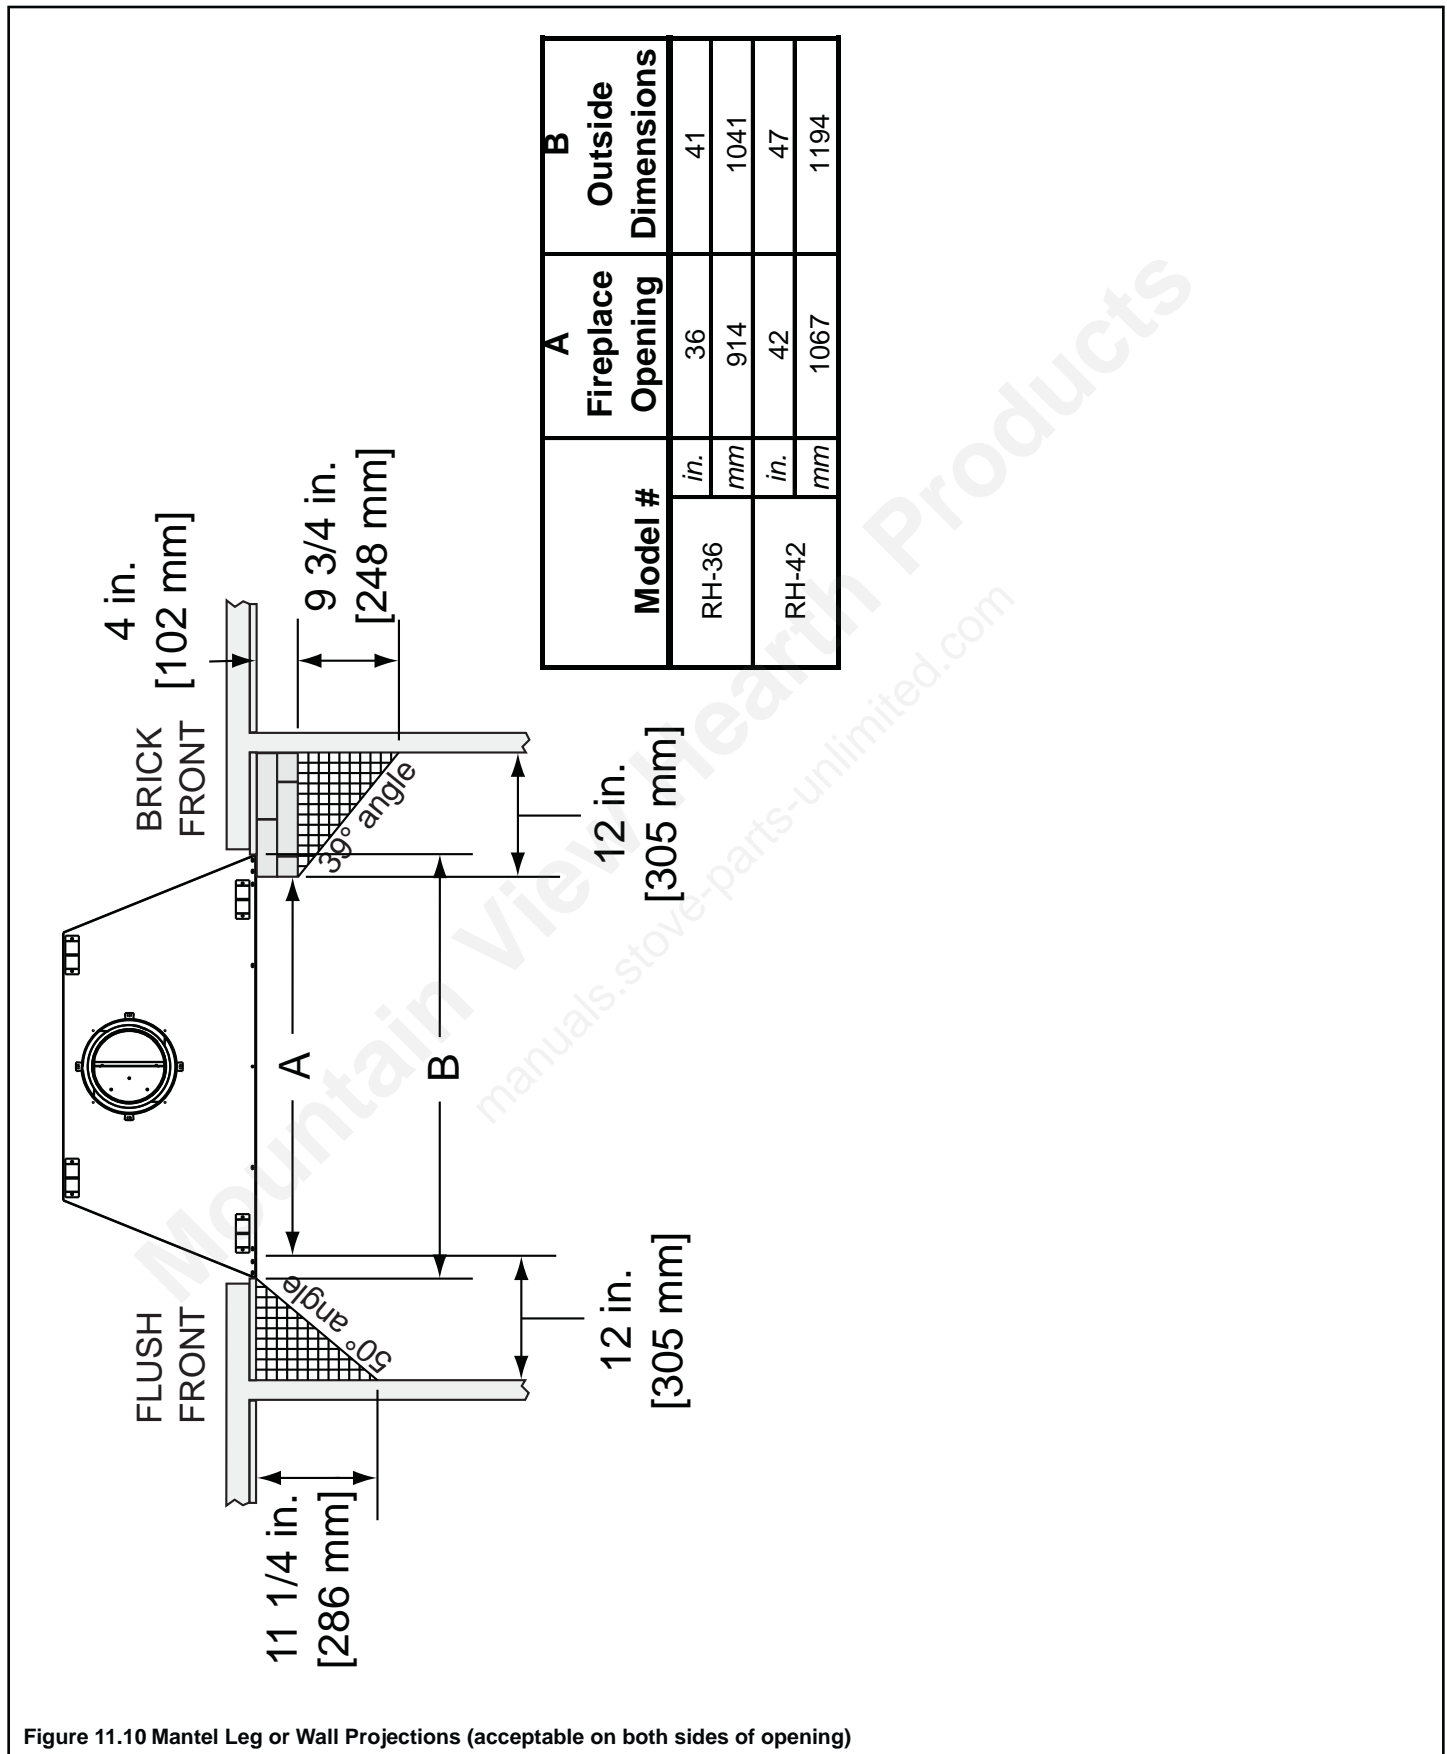 FLUSH
FRONT
BRICK
FRONT
4 in.
[102 mm]
9 3/4 in.
[248 mm]
11 1/4 in.
[286 mm]
50° angle
39° angle
A
B
12 in.
[305 mm]
12 in.
[305 mm]
Model #
A
Fireplace
Opening
B
Outside
Dimensions
RH-36
in. 36 41
mm 914 1041
RH-42
in. 42 47
mm 1067 1194
Mountain View Hearth Products
manuals.stove-parts-unlimited.com
Figure 11.10 Mantel Leg or Wall Projections (acceptable on both sides of opening)